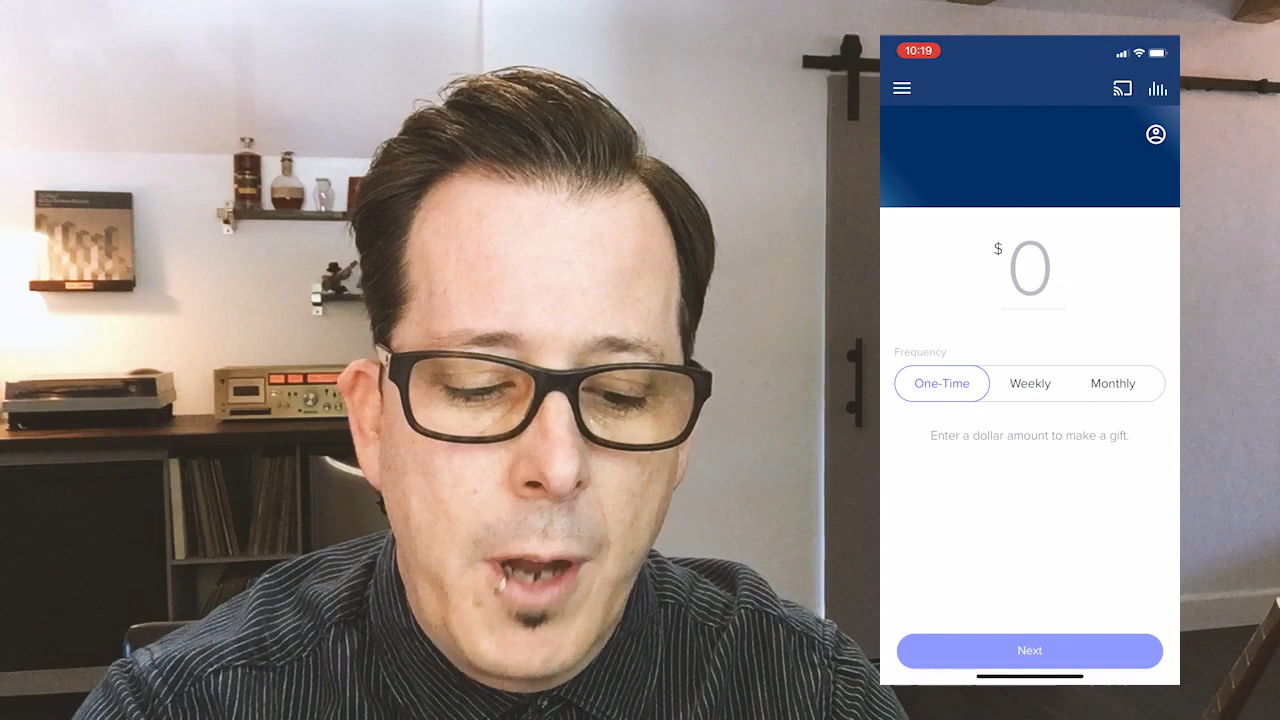 10:19
$ 0
Frequency
One-Time Weekly Monthly
Enter a dollar amount to make a gift.
Next